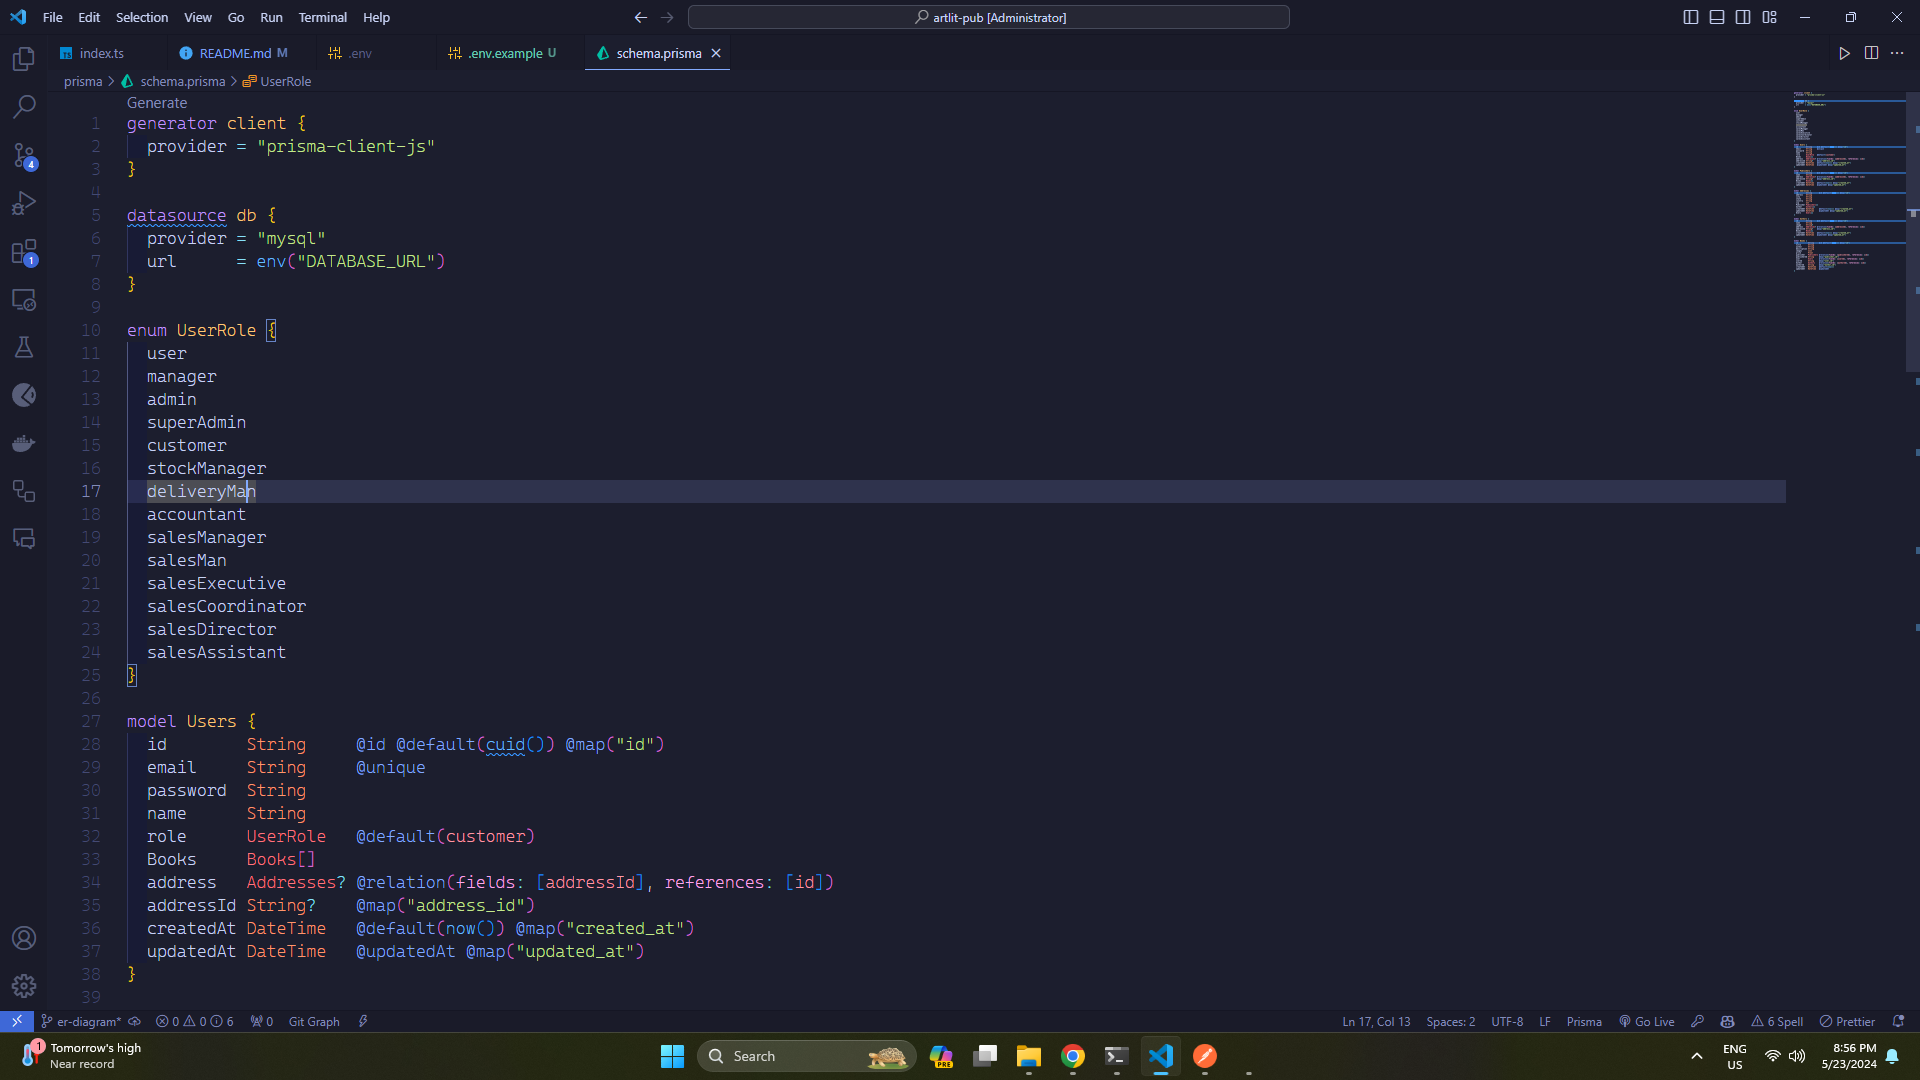 File Edit Selection View Go Run Terminal Help
artlit-pub [Administrator]
index.ts
README.md M
.env
.env.example U
schema.prisma
prisma > schema.prisma > UserRole
Generate
1 generator client {
2 provider = "prisma-client-js"
3 }
4
5 datasource db {
6 provider = "mysql"
7 url = env("DATABASE_URL")
8 }
9
10 enum UserRole {
11 user
12 manager
13 admin
14 superAdmin
15 customer
16 stockManager
17 deliveryMan
18 accountant
19 salesManager
20 salesMan
21 salesExecutive
22 salesCoordinator
23 salesDirector
24 salesAssistant
25 }
26
27 model Users {
28 id String @id @default(cuid()) @map("id")
29 email String @unique
30 password String
31 name String
32 role UserRole @default(customer)
33 Books Books[]
34 address Addresses? @relation(fields: [addressId], references: [id])
35 addressId String? @map("address_id")
36 createdAt DateTime @default(now()) @map("created_at")
37 updatedAt DateTime @updatedAt @map("updated_at")
38 }
39
4
1
er-diagram* 0 0 6 0 Git Graph
Ln 17, Col 13 Spaces: 2 UTF-8 LF Prisma Go Live 6 Spell Prettier
1
Tomorrow's high
Near record
Search
PRE
ENG
US
8:56 PM
5/23/2024